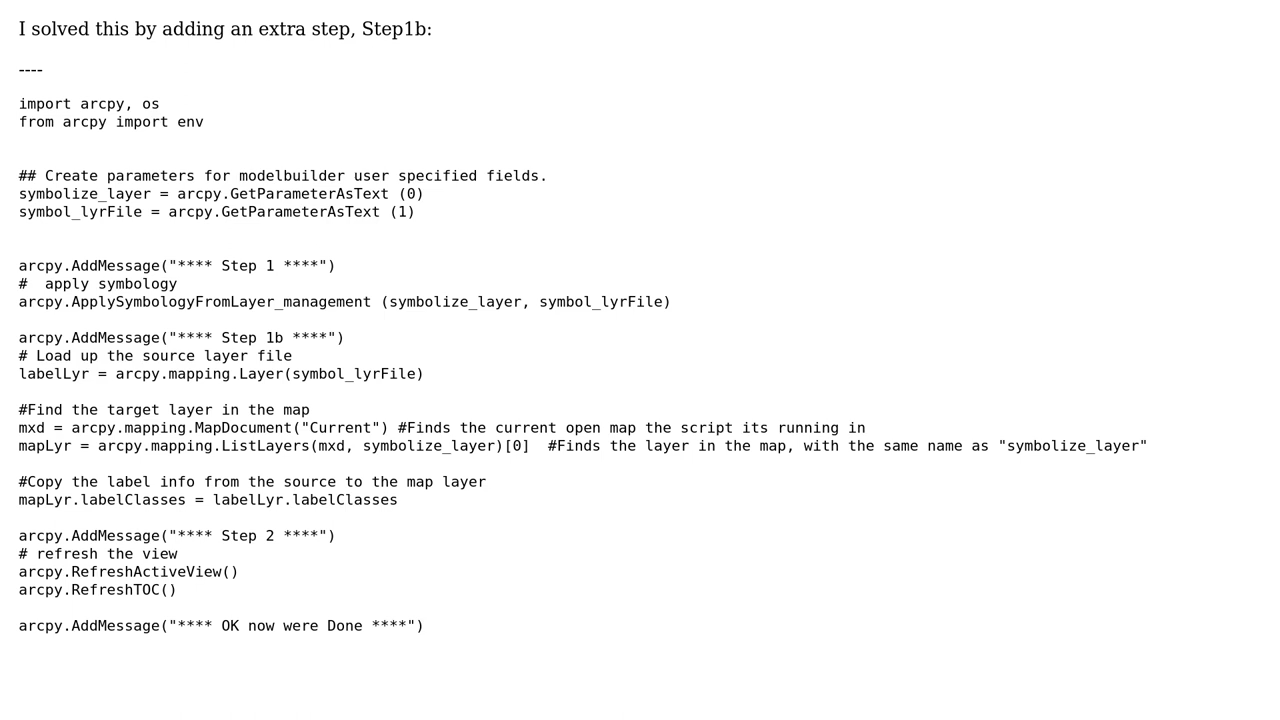 I solved this by adding an extra step, Step1b:
----
import arcpy, os
from arcpy import env
## Create parameters for modelbuilder user specified fields.
symbolize_layer = arcpy.GetParameterAsText (0)
symbol_lyrFile = arcpy.GetParameterAsText (1)
arcpy.AddMessage("**** Step 1 ****")
#  apply symbology
arcpy.ApplySymbologyFromLayer_management (symbolize_layer, symbol_lyrFile)
arcpy.AddMessage("**** Step 1b ****")
# Load up the source layer file
labelLyr = arcpy.mapping.Layer(symbol_lyrFile)
#Find the target layer in the map
mxd = arcpy.mapping.MapDocument("Current") #Finds the current open map the script its running in
mapLyr = arcpy.mapping.ListLayers(mxd, symbolize_layer)[0]  #Finds the layer in the map, with the same name as "symbolize_layer"
#Copy the label info from the source to the map layer
mapLyr.labelClasses = labelLyr.labelClasses
arcpy.AddMessage("**** Step 2 ****")
# refresh the view
arcpy.RefreshActiveView()
arcpy.RefreshTOC()
arcpy.AddMessage("**** OK now were Done ****")